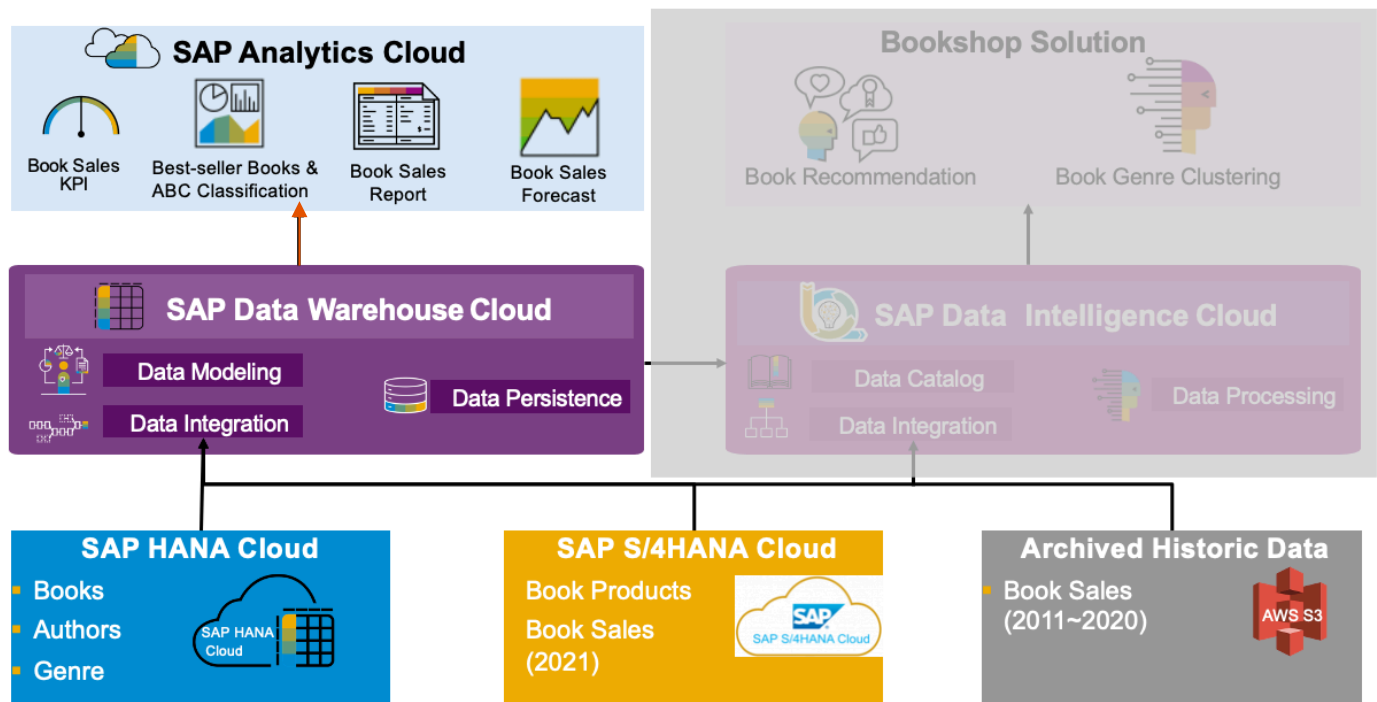 SAP Analytics Cloud
Book Sales
KPI
Best-seller Books &
ABC Classification
Book Sales
Report
Book Sales
Forecast
Bookshop Solution
Book Recommendation
Book Genre Clustering
SAP Data Warehouse Cloud
Data Modeling
Data Integration
Data Persistence
SAP Data Intelligence Cloud
Data Catalog
Data Integration
Data Processing
SAP HANA Cloud
Books
Authors
Genre
SAP HANA
Cloud
SAP S/4HANA Cloud
Book Products
Book Sales
(2021)
SAP
SAP S/4HANA Cloud
Archived Historic Data
Book Sales
(2011~2020)
AWS S3